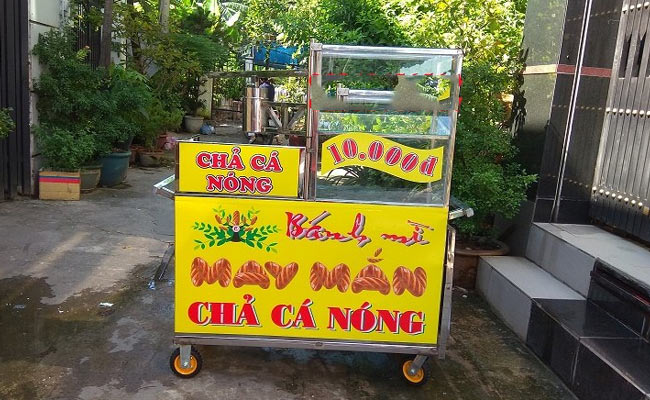 CHẢ CÁ
NÓNG
10.000đ
Bánh mì
MAY MẮN
CHẢ CÁ NÓNG